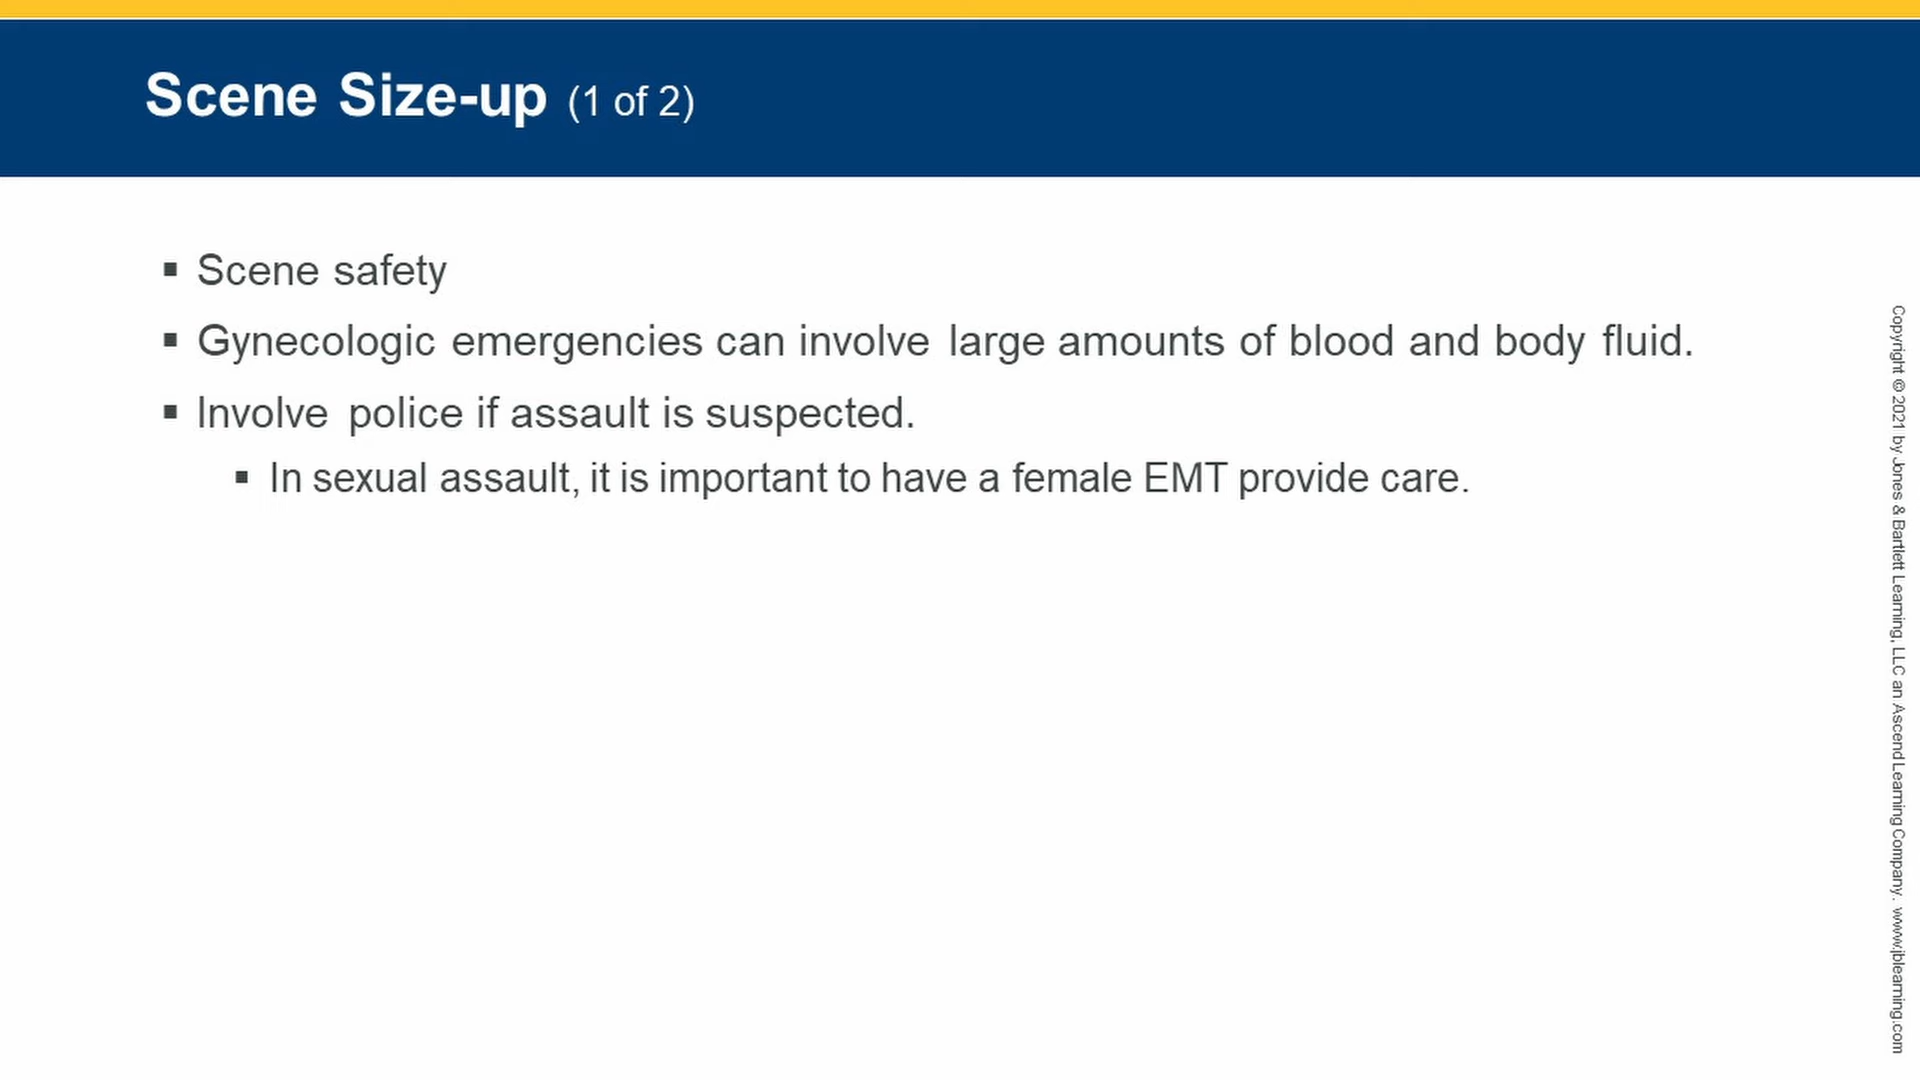 Scene Size-up (1 of 2)
▪ Scene safety
▪ Gynecologic emergencies can involve large amounts of blood and body fluid.
▪ Involve police if assault is suspected.
▪ In sexual assault, it is important to have a female EMT provide care.
Copyright © 2021 by Jones & Bartlett Learning, LLC an Ascend Learning Company. www.jblearning.com